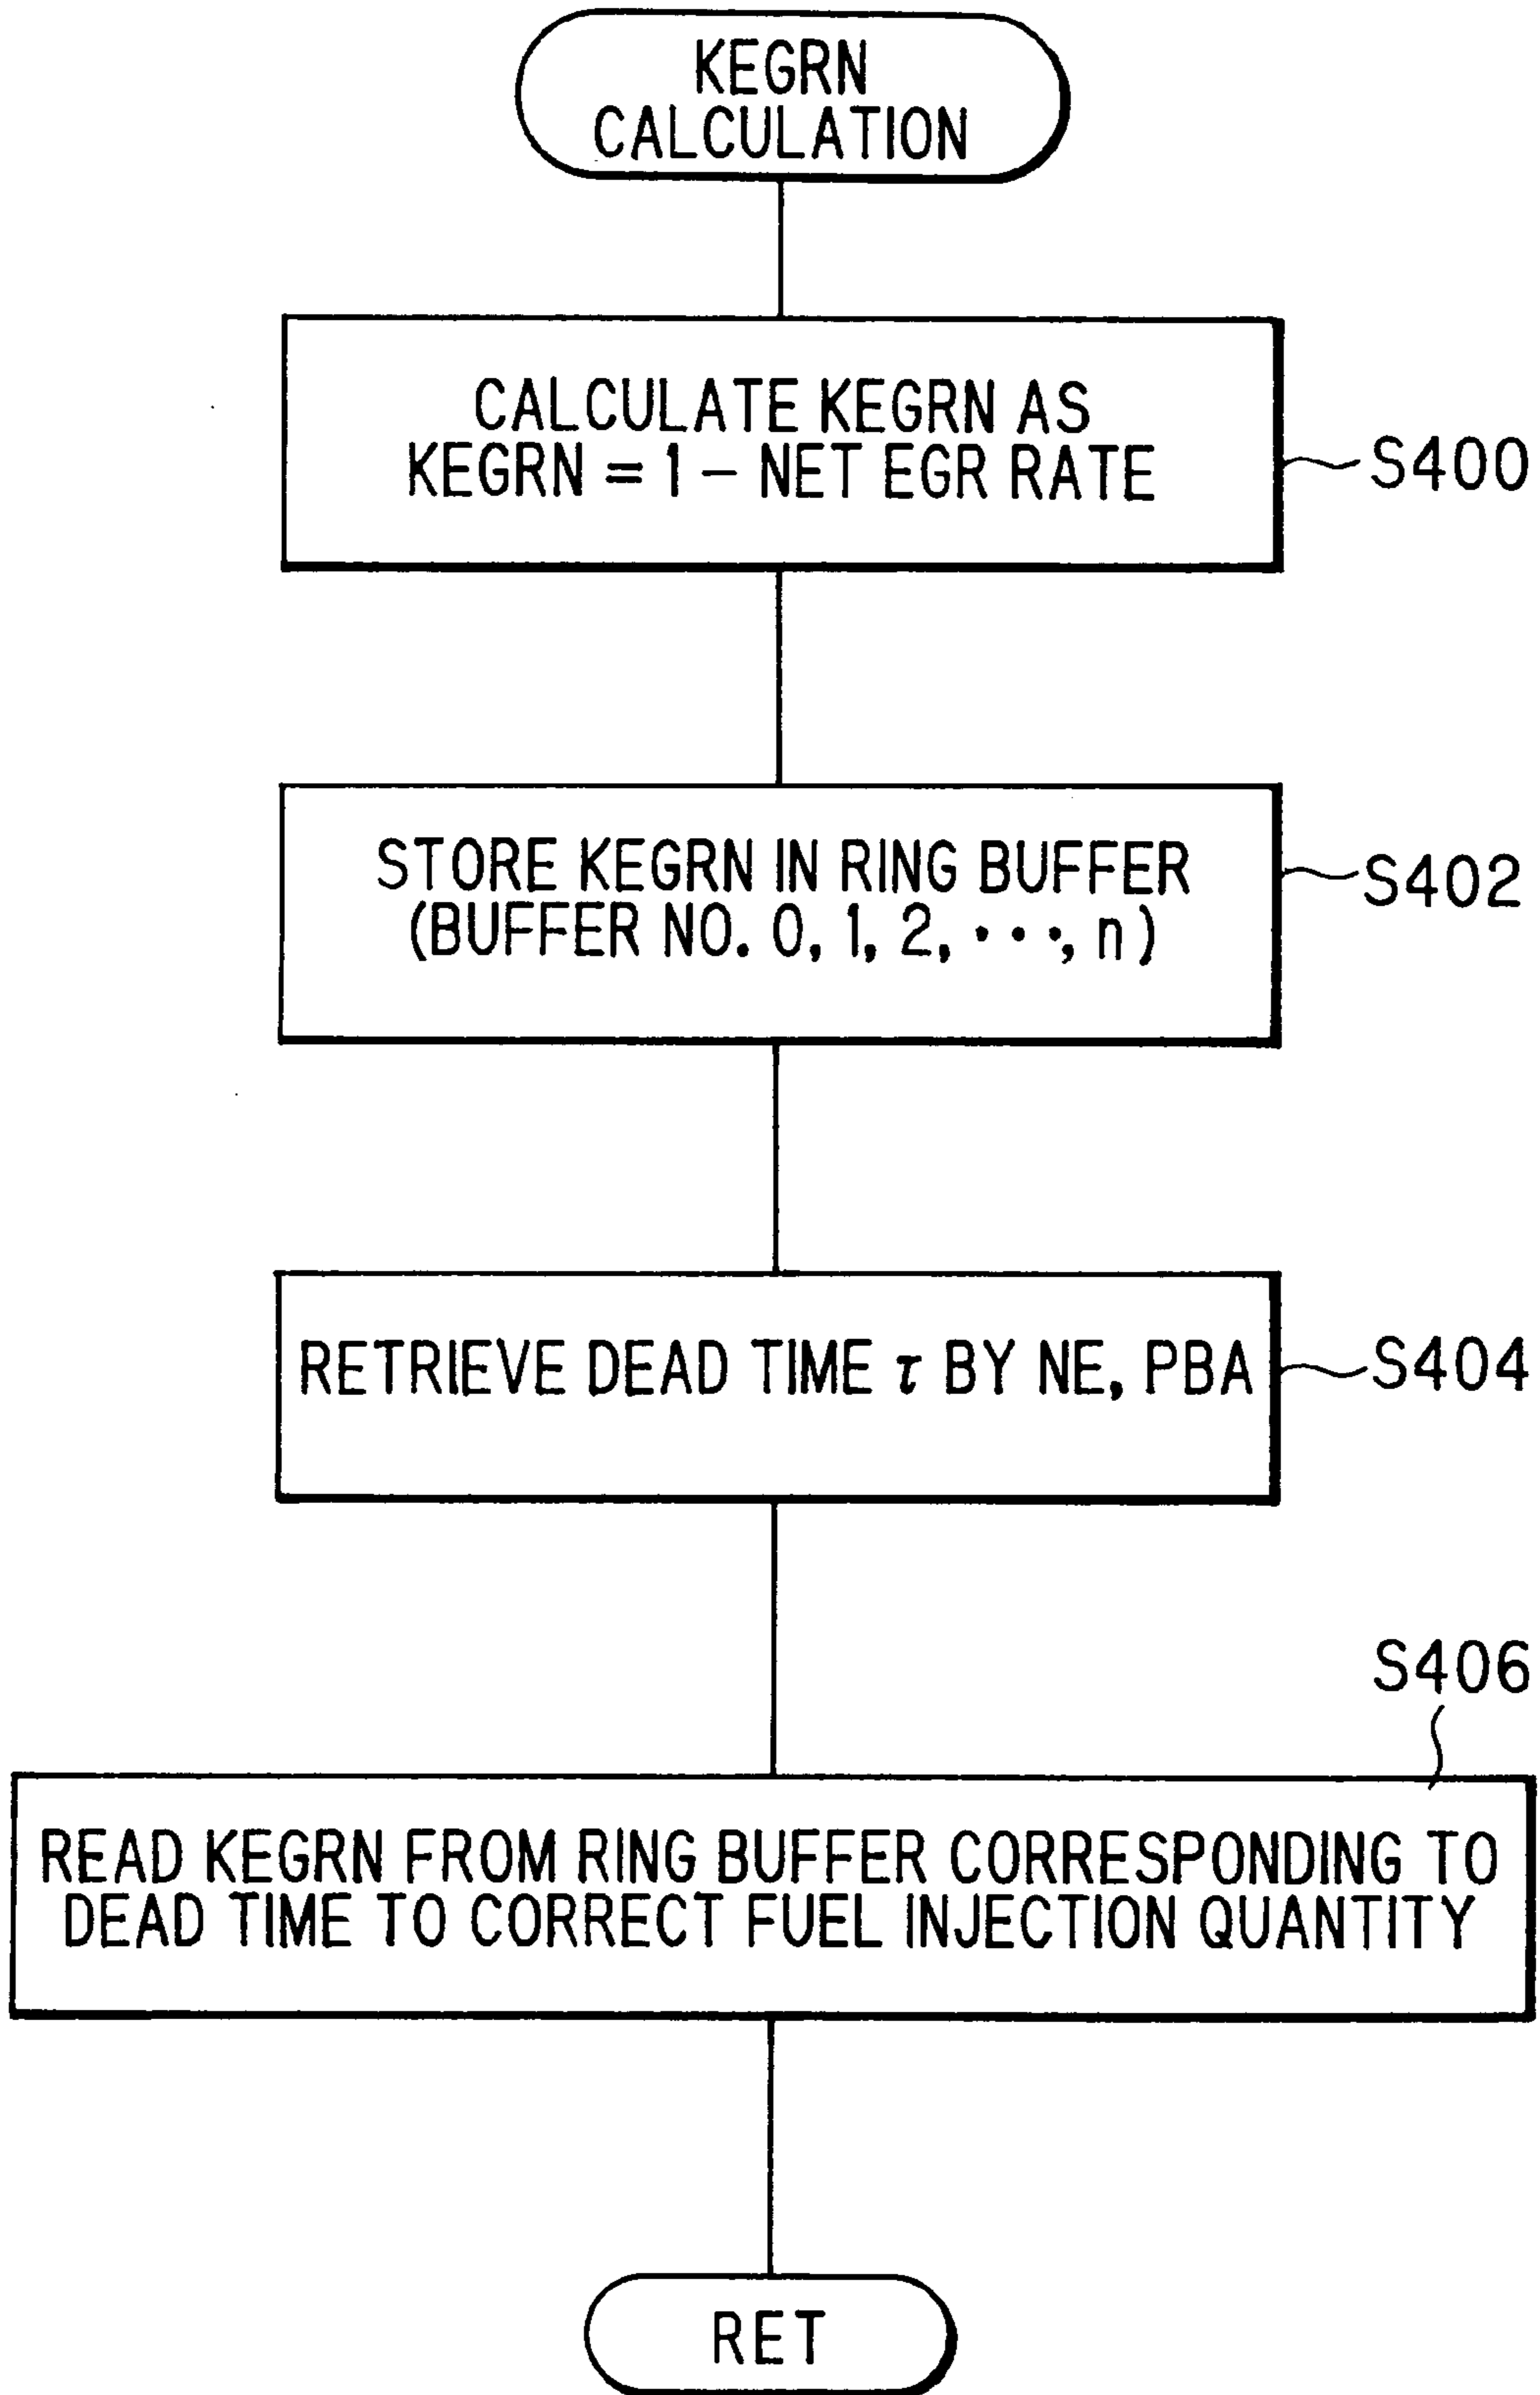 KEGRN
CALCULATION
CALCULATE KEGRN AS
KEGRN = 1 – NET EGR RATE
S400
STORE KEGRN IN RING BUFFER
(BUFFER NO. 0, 1, 2, ･･･, n)
S402
RETRIEVE DEAD TIME τ BY NE, PBA
S404
S406
READ KEGRN FROM RING BUFFER CORRESPONDING TO
DEAD TIME TO CORRECT FUEL INJECTION QUANTITY
RET